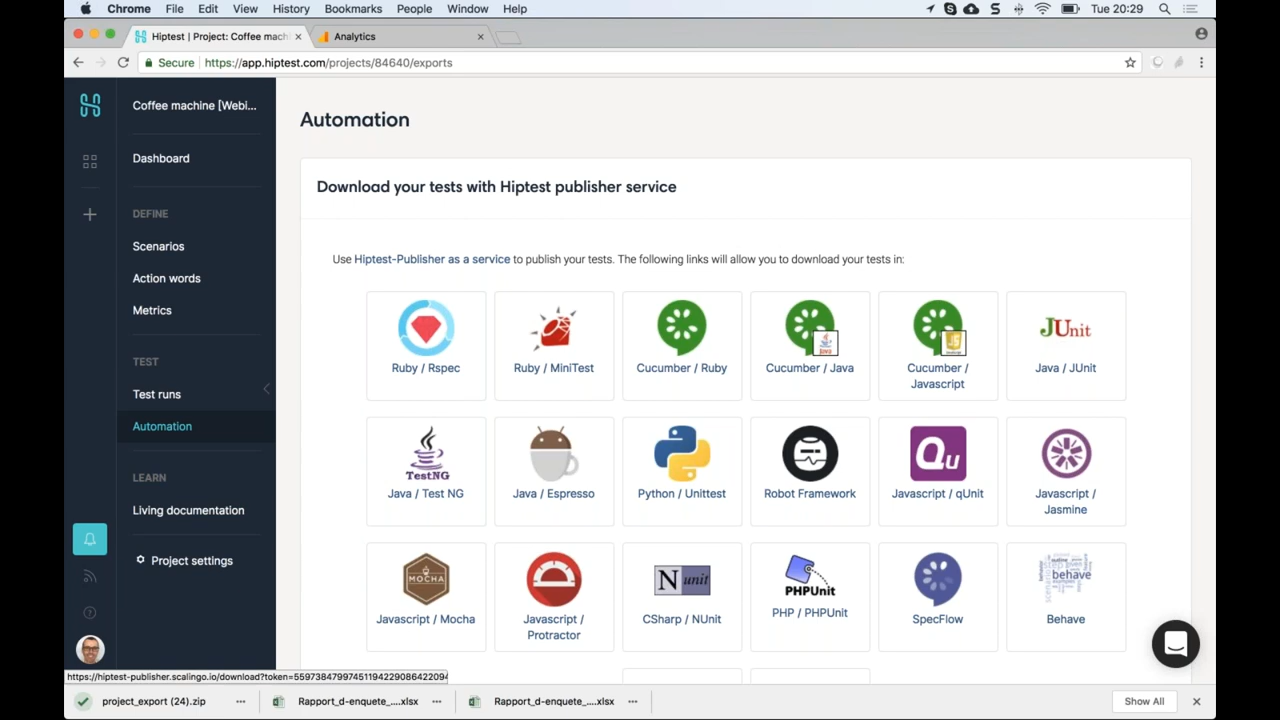 Chrome File Edit View History Bookmarks People Window Help
Tue 20:29
Hiptest | Project: Coffee machi
Analytics
Secure https://app.hiptest.com/projects/84640/exports
Coffee machine [Webi...
Dashboard
DEFINE
Scenarios
Action words
Metrics
TEST
Test runs
Automation
LEARN
Living documentation
Project settings
Automation
Download your tests with Hiptest publisher service
Use Hiptest-Publisher as a service to publish your tests. The following links will allow you to download your tests in:
Ruby / Rspec
Ruby / MiniTest
Cucumber / Ruby
Java
Cucumber / Java
JS
Cucumber /
Javascript
JUnit
Java / JUnit
TestNG
Java / Test NG
Java / Espresso
Python / Unittest
Robot Framework
Qu
Javascript / qUnit
Javascript /
Jasmine
MOCHA
Javascript / Mocha
Javascript /
Protractor
N unit
CSharp / NUnit
PHPUnit
PHP / PHPUnit
SpecFlow
behave
Behave
https://hiptest-publisher.scalingo.io/download?token=55973847997451194229086422094
project_export (24).zip
Rapport_d-enquete_....xlsx
Rapport_d-enquete_....xlsx
Show All